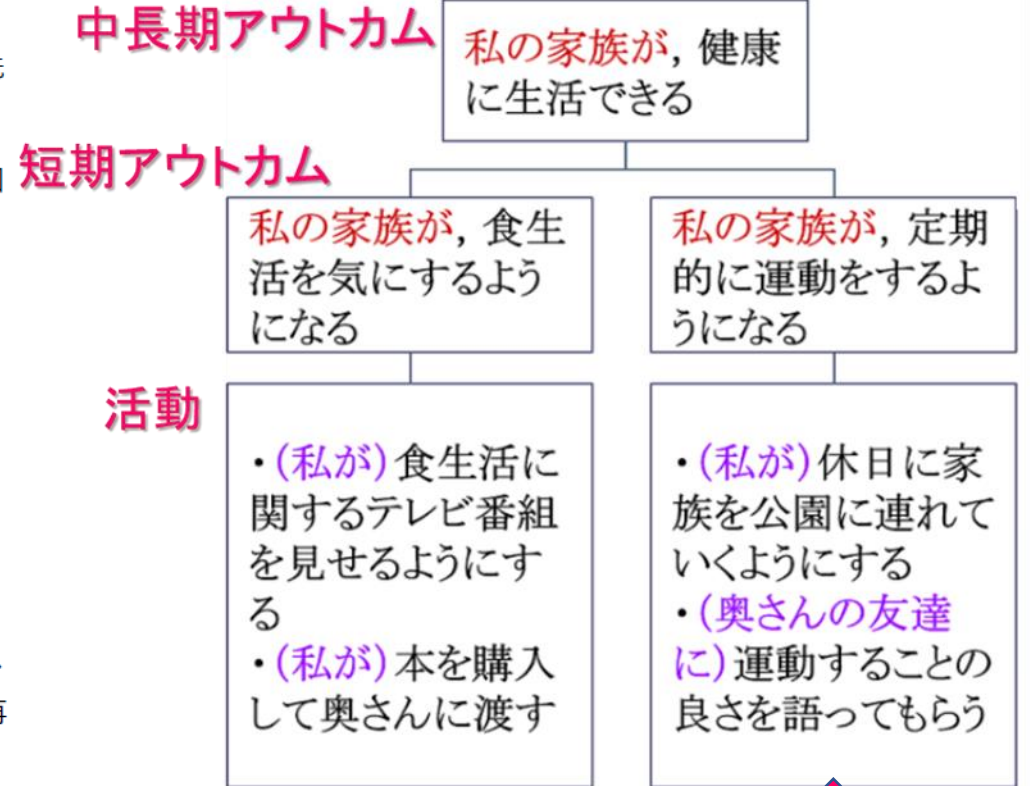 中長期アウトカム
私の家族が, 健康
に生活できる
短期アウトカム
私の家族が, 食生
活を気にするよう
になる
私の家族が, 定期
的に運動をするよ
うになる
活動
・(私が)食生活に
関するテレビ番組
を見せるようにす
る
・(私が)本を購入
して奥さんに渡す
・(私が)休日に家
族を公園に連れて
いくようにする
・(奥さんの友達
に)運動することの
良さを語ってもらう